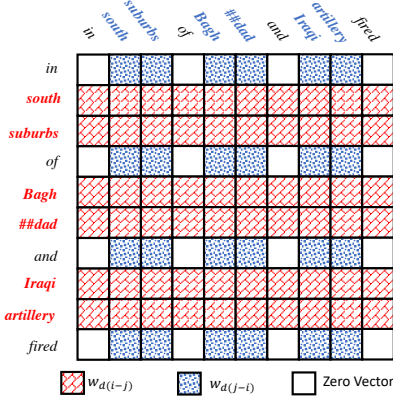 in south suburbs of Bagh ##dad and Iraqi artillery fired
in
south
suburbs
of
Bagh
##dad
and
Iraqi
artillery
fired
w_{d(i−j)} w_{d(j−i)} Zero Vector